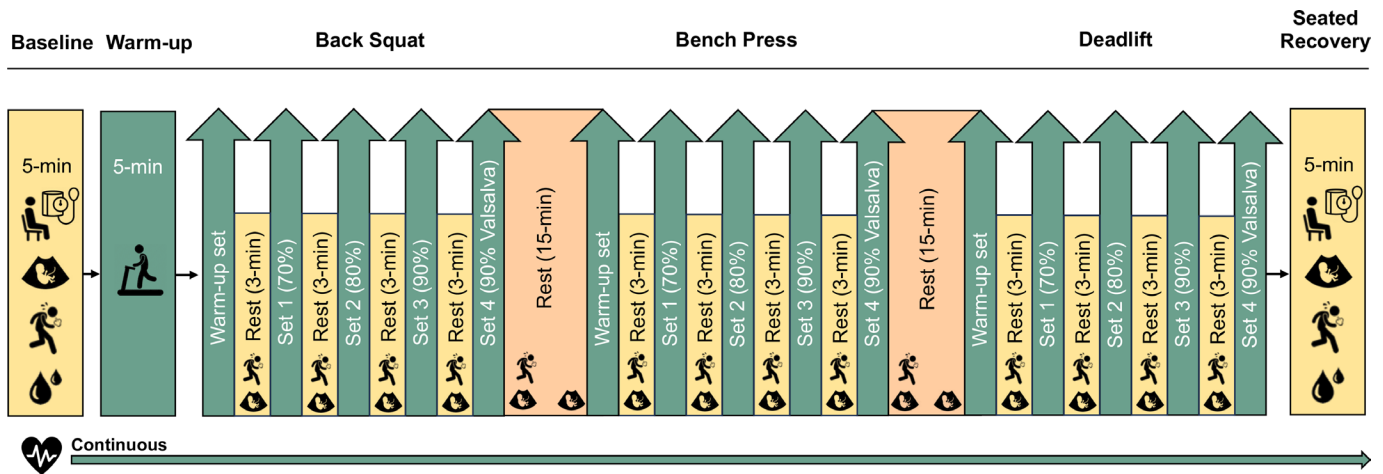 Baseline
Warm-up
Back Squat
Bench Press
Deadlift
Seated
Recovery
5-min
5-min
Warm-up set
Rest (3-min)
Set 1 (70%)
Rest (3-min)
Set 2 (80%)
Rest (3-min)
Set 3 (90%)
Rest (3-min)
Set 4 (90% Valsalva)
Rest (15-min)
Warm-up set
Rest (3-min)
Set 1 (70%)
Rest (3-min)
Set 2 (80%)
Rest (3-min)
Set 3 (90%)
Rest (3-min)
Set 4 (90% Valsalva)
Rest (15-min)
Warm-up set
Rest (3-min)
Set 1 (70%)
Rest (3-min)
Set 2 (80%)
Rest (3-min)
Set 3 (90%)
Rest (3-min)
Set 4 (90% Valsalva)
5-min
Continuous